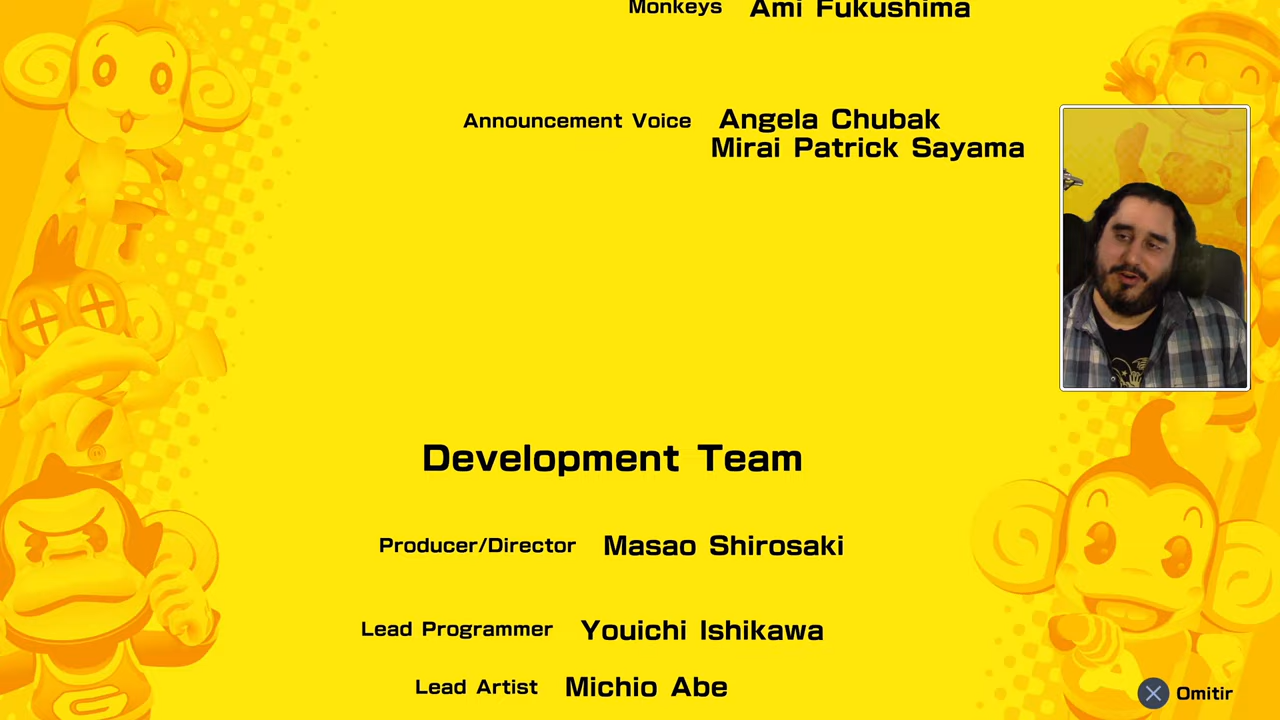 Monkeys Ami Fukushima
Announcement Voice Angela Chubak
Mirai Patrick Sayama
Development Team
Producer/Director Masao Shirosaki
Lead Programmer Youichi Ishikawa
Lead Artist Michio Abe
Omitir